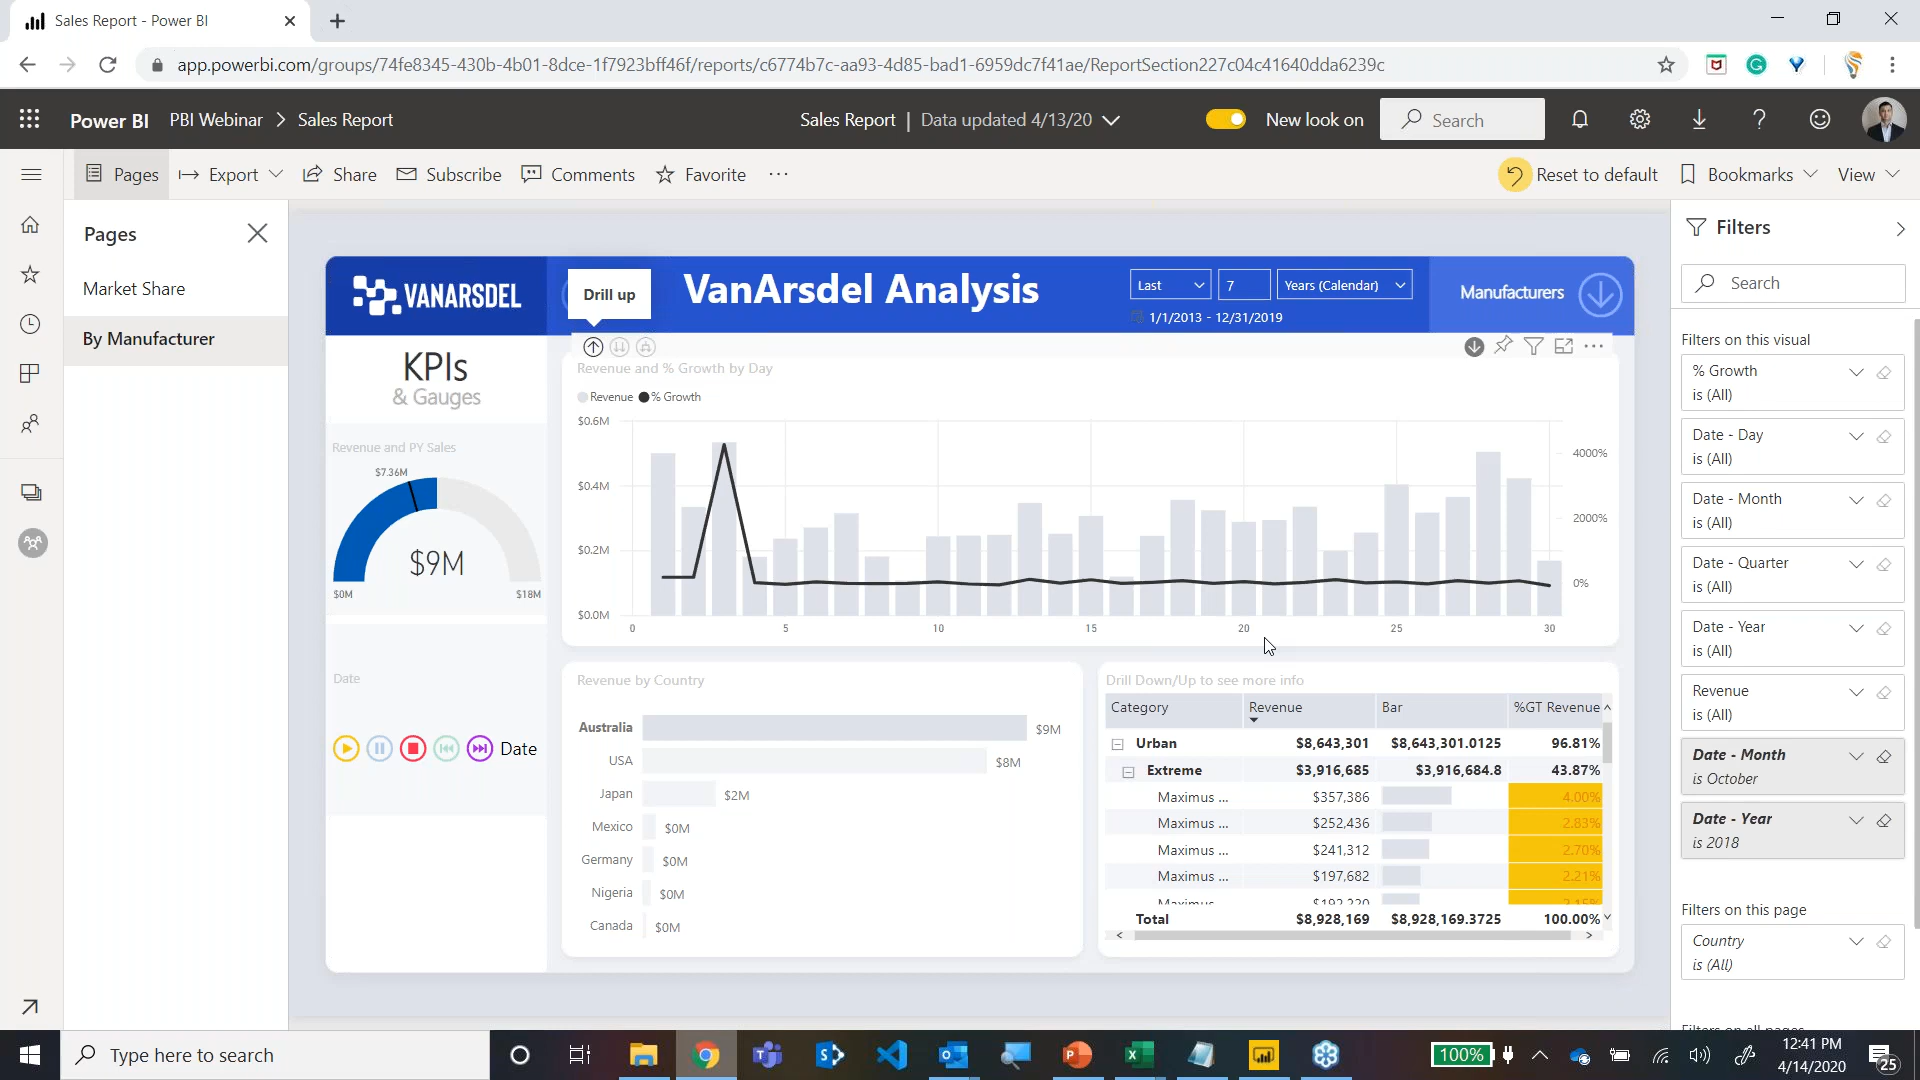 Sales Report - Power BI
app.powerbi.com/groups/74fe8345-430b-4b01-8dce-1f7923bff46f/reports/c6774b7c-aa93-4d85-bad1-6959dc7f41ae/ReportSection227c04c41640dda6239c
Power BI PBI Webinar > Sales Report
Sales Report | Data updated 4/13/20
New look on
Search
Pages Export Share Subscribe Comments Favorite ...
Reset to default Bookmarks View
Pages
Market Share
By Manufacturer
VANARSDEL
Drill up
VanArsdel Analysis
Last 7 Years (Calendar)
1/1/2013 - 12/31/2019
Manufacturers
KPIs
& Gauges
Revenue and PY Sales
$7.36M
$9M
$0M $18M
Date
Date
Revenue and % Growth by Day
Revenue % Growth
$0.6M
$0.4M
$0.2M
$0.0M
4000%
2000%
0%
0 5 10 15 20 25 30
Revenue by Country
Australia $9M
USA $8M
Japan $2M
Mexico $0M
Germany $0M
Nigeria $0M
Canada $0M
Drill Down/Up to see more info
Category Revenue Bar %GT Revenue
Urban $8,643,301 $8,643,301.0125 96.81%
Extreme $3,916,685 $3,916,684.8 43.87%
Maximus ... $357,386 4.00%
Maximus ... $252,436 2.83%
Maximus ... $241,312 2.70%
Maximus ... $197,682 2.21%
Maximus $192,220 2.15%
Total $8,928,169 $8,928,169.3725 100.00%
Filters
Search
Filters on this visual
% Growth
is (All)
Date - Day
is (All)
Date - Month
is (All)
Date - Quarter
is (All)
Date - Year
is (All)
Revenue
is (All)
Date - Month
is October
Date - Year
is 2018
Filters on this page
Country
is (All)
Filters on all pages
Type here to search
100%
12:41 PM
4/14/2020
25